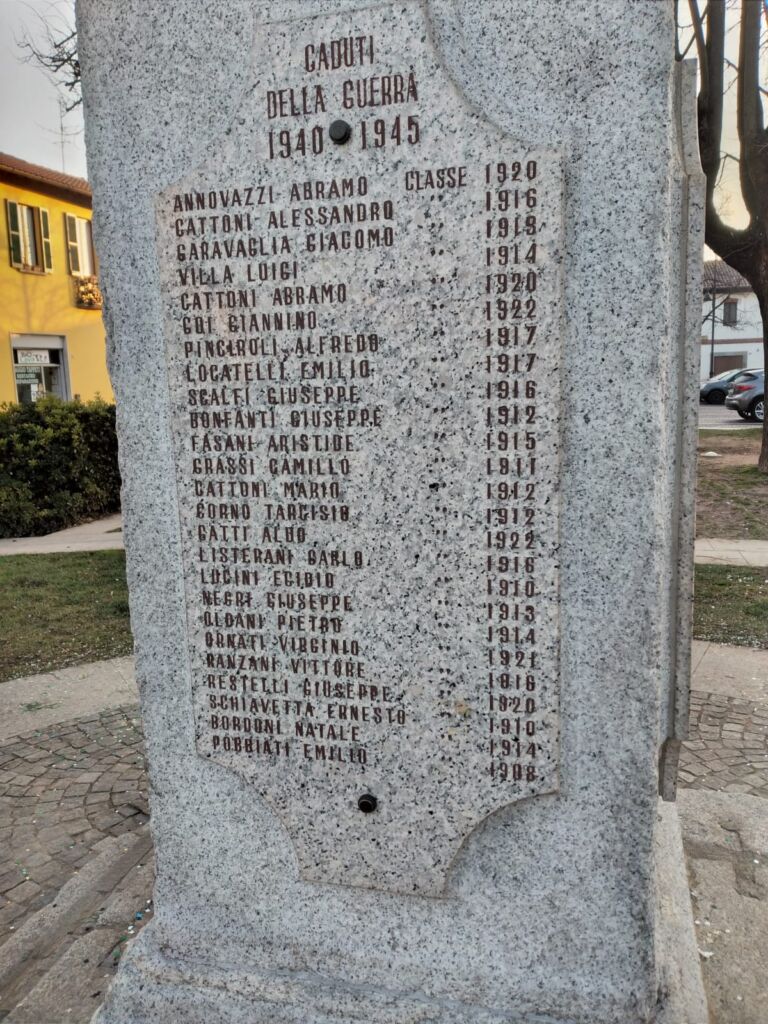 CADUTI
DELLA GUERRA
1940 1945
ANNOVAZZI ABRAMO CLASSE 1920
CATTONI ALESSANDRO " 1916
GARAVAGLIA GIACOMO "
VILLA LUIGI " 1914
CATTONI ABRAMO " 1920
GOI GIANNINO " 1922
PINCIROLI ALFREDO " 1917
LOCATELLI EMILIO " 1917
SCALFI GIUSEPPE " 1916
BONFANTI GIUSEPPE " 1912
FASANI ARISTIDE " 1915
GRASSI CAMILLO " 1911
CATTONI MARIO " 1912
GORNO TARCISIO " 1912
GATTI ALDO " 1922
LISTERANI CARLO " 1916
LUCINI EGIDIO " 1910
NEGRI GIUSEPPE " 1913
OLDANI PIETRO " 1914
ORNATI VIRGINIO " 1921
RANZANI VITTORE " 1916
RESTELLI GIUSEPPE " 1920
SCHIAVETTA ERNESTO " 1910
BORDONI NATALE " 1914
POBBIATI EMILIO " 1908